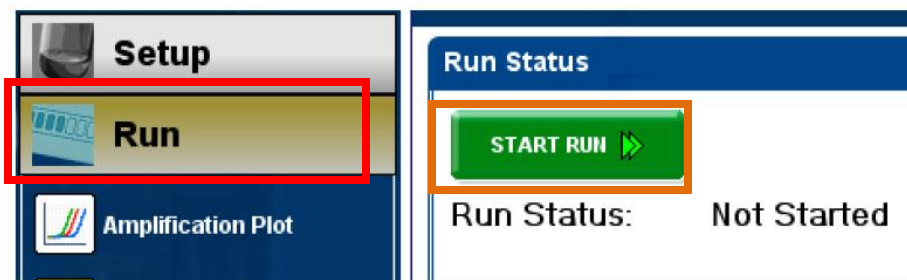 Setup
Run
Amplification Plot
Run Status
START RUN
Run Status: Not Started